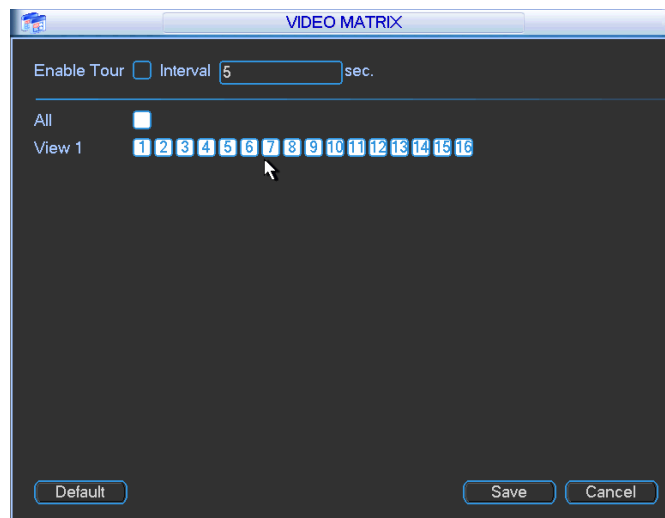 VIDEO MATRIX
Enable Tour Interval 5 sec.
All
View 1 1 2 3 4 5 6 7 8 9 10 11 12 13 14 15 16
Default Save Cancel